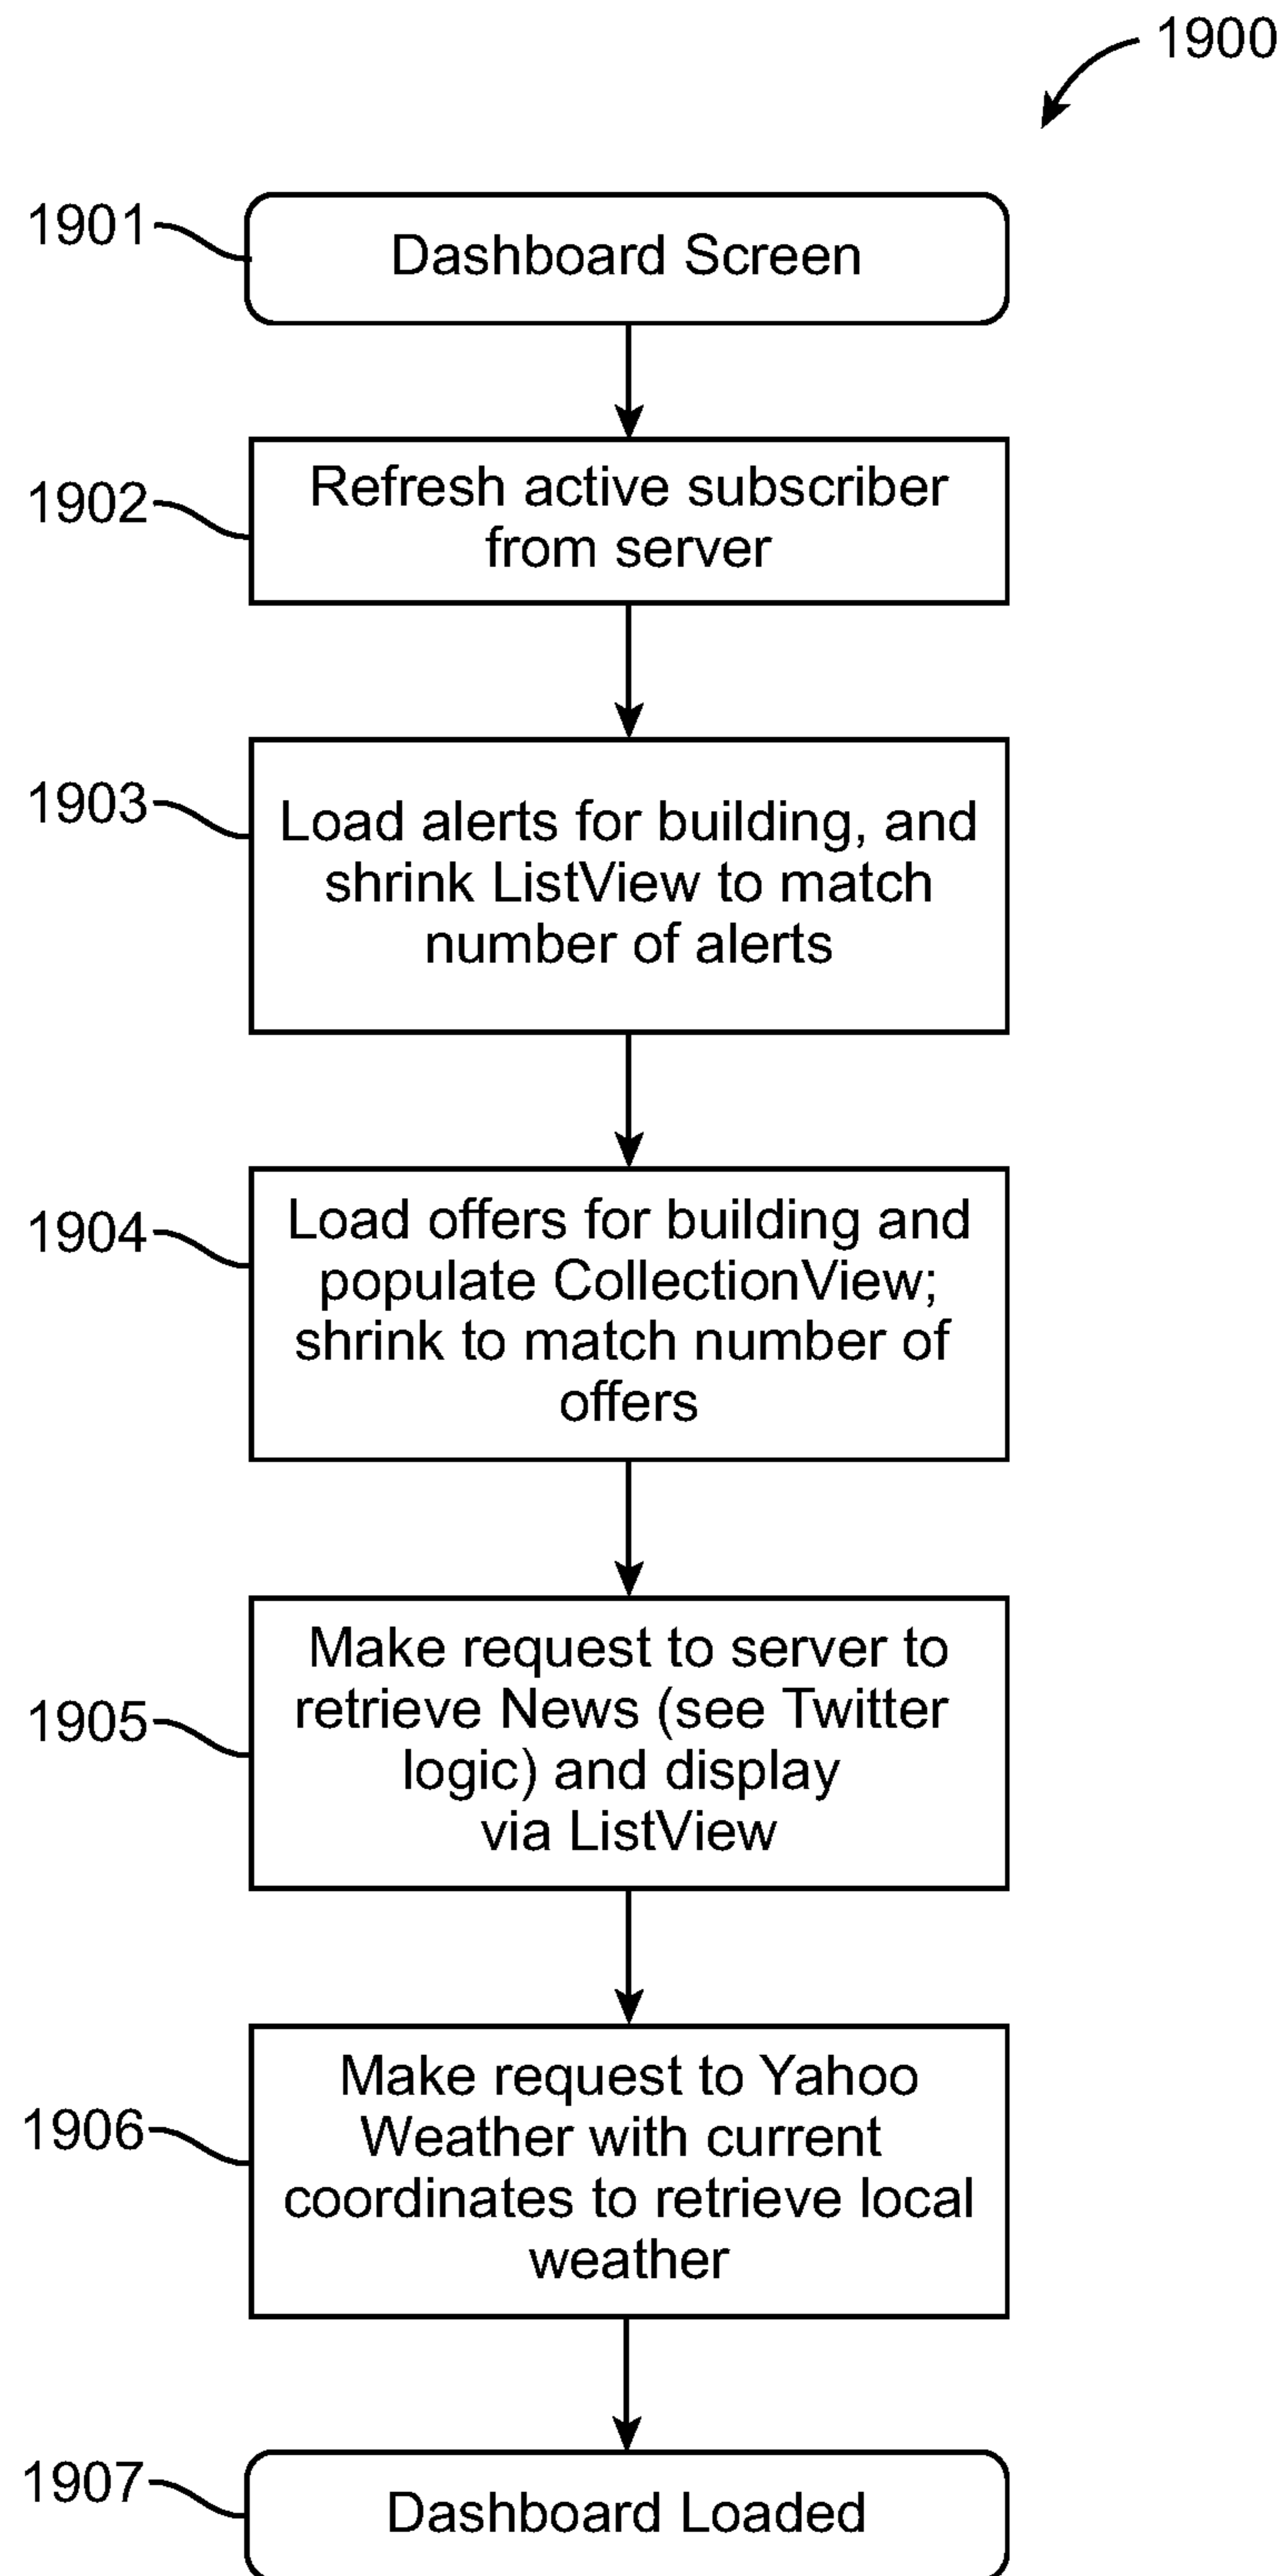 1900
1901
Dashboard Screen
1902
Refresh active subscriber
from server
1903
Load alerts for building, and
shrink ListView to match
number of alerts
1904
Load offers for building and
populate CollectionView;
shrink to match number of
offers
1905
Make request to server to
retrieve News (see Twitter
logic) and display
via ListView
1906
Make request to Yahoo
Weather with current
coordinates to retrieve local
weather
1907
Dashboard Loaded